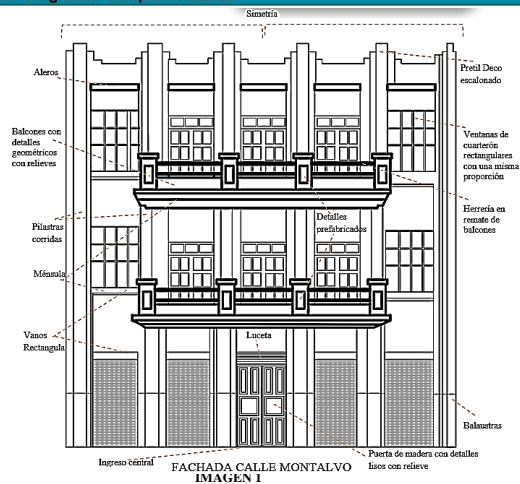 Simetría
Aleros
Pretil Deco
escalonado
Balcones con
detalles
geométricos
con relieves
Ventanas de
cuarterón
rectangulares
con una misma
proporción
Pilastras
corridas
Detalles
prefabricados
Herrería en
remate de
balcones
Ménsula
Vanos
Rectangula
Luceta
Balaustras
Ingreso central
Puerta de madera con detalles
lisos con relieve
FACHADA CALLE MONTALVO
IMAGEN 1